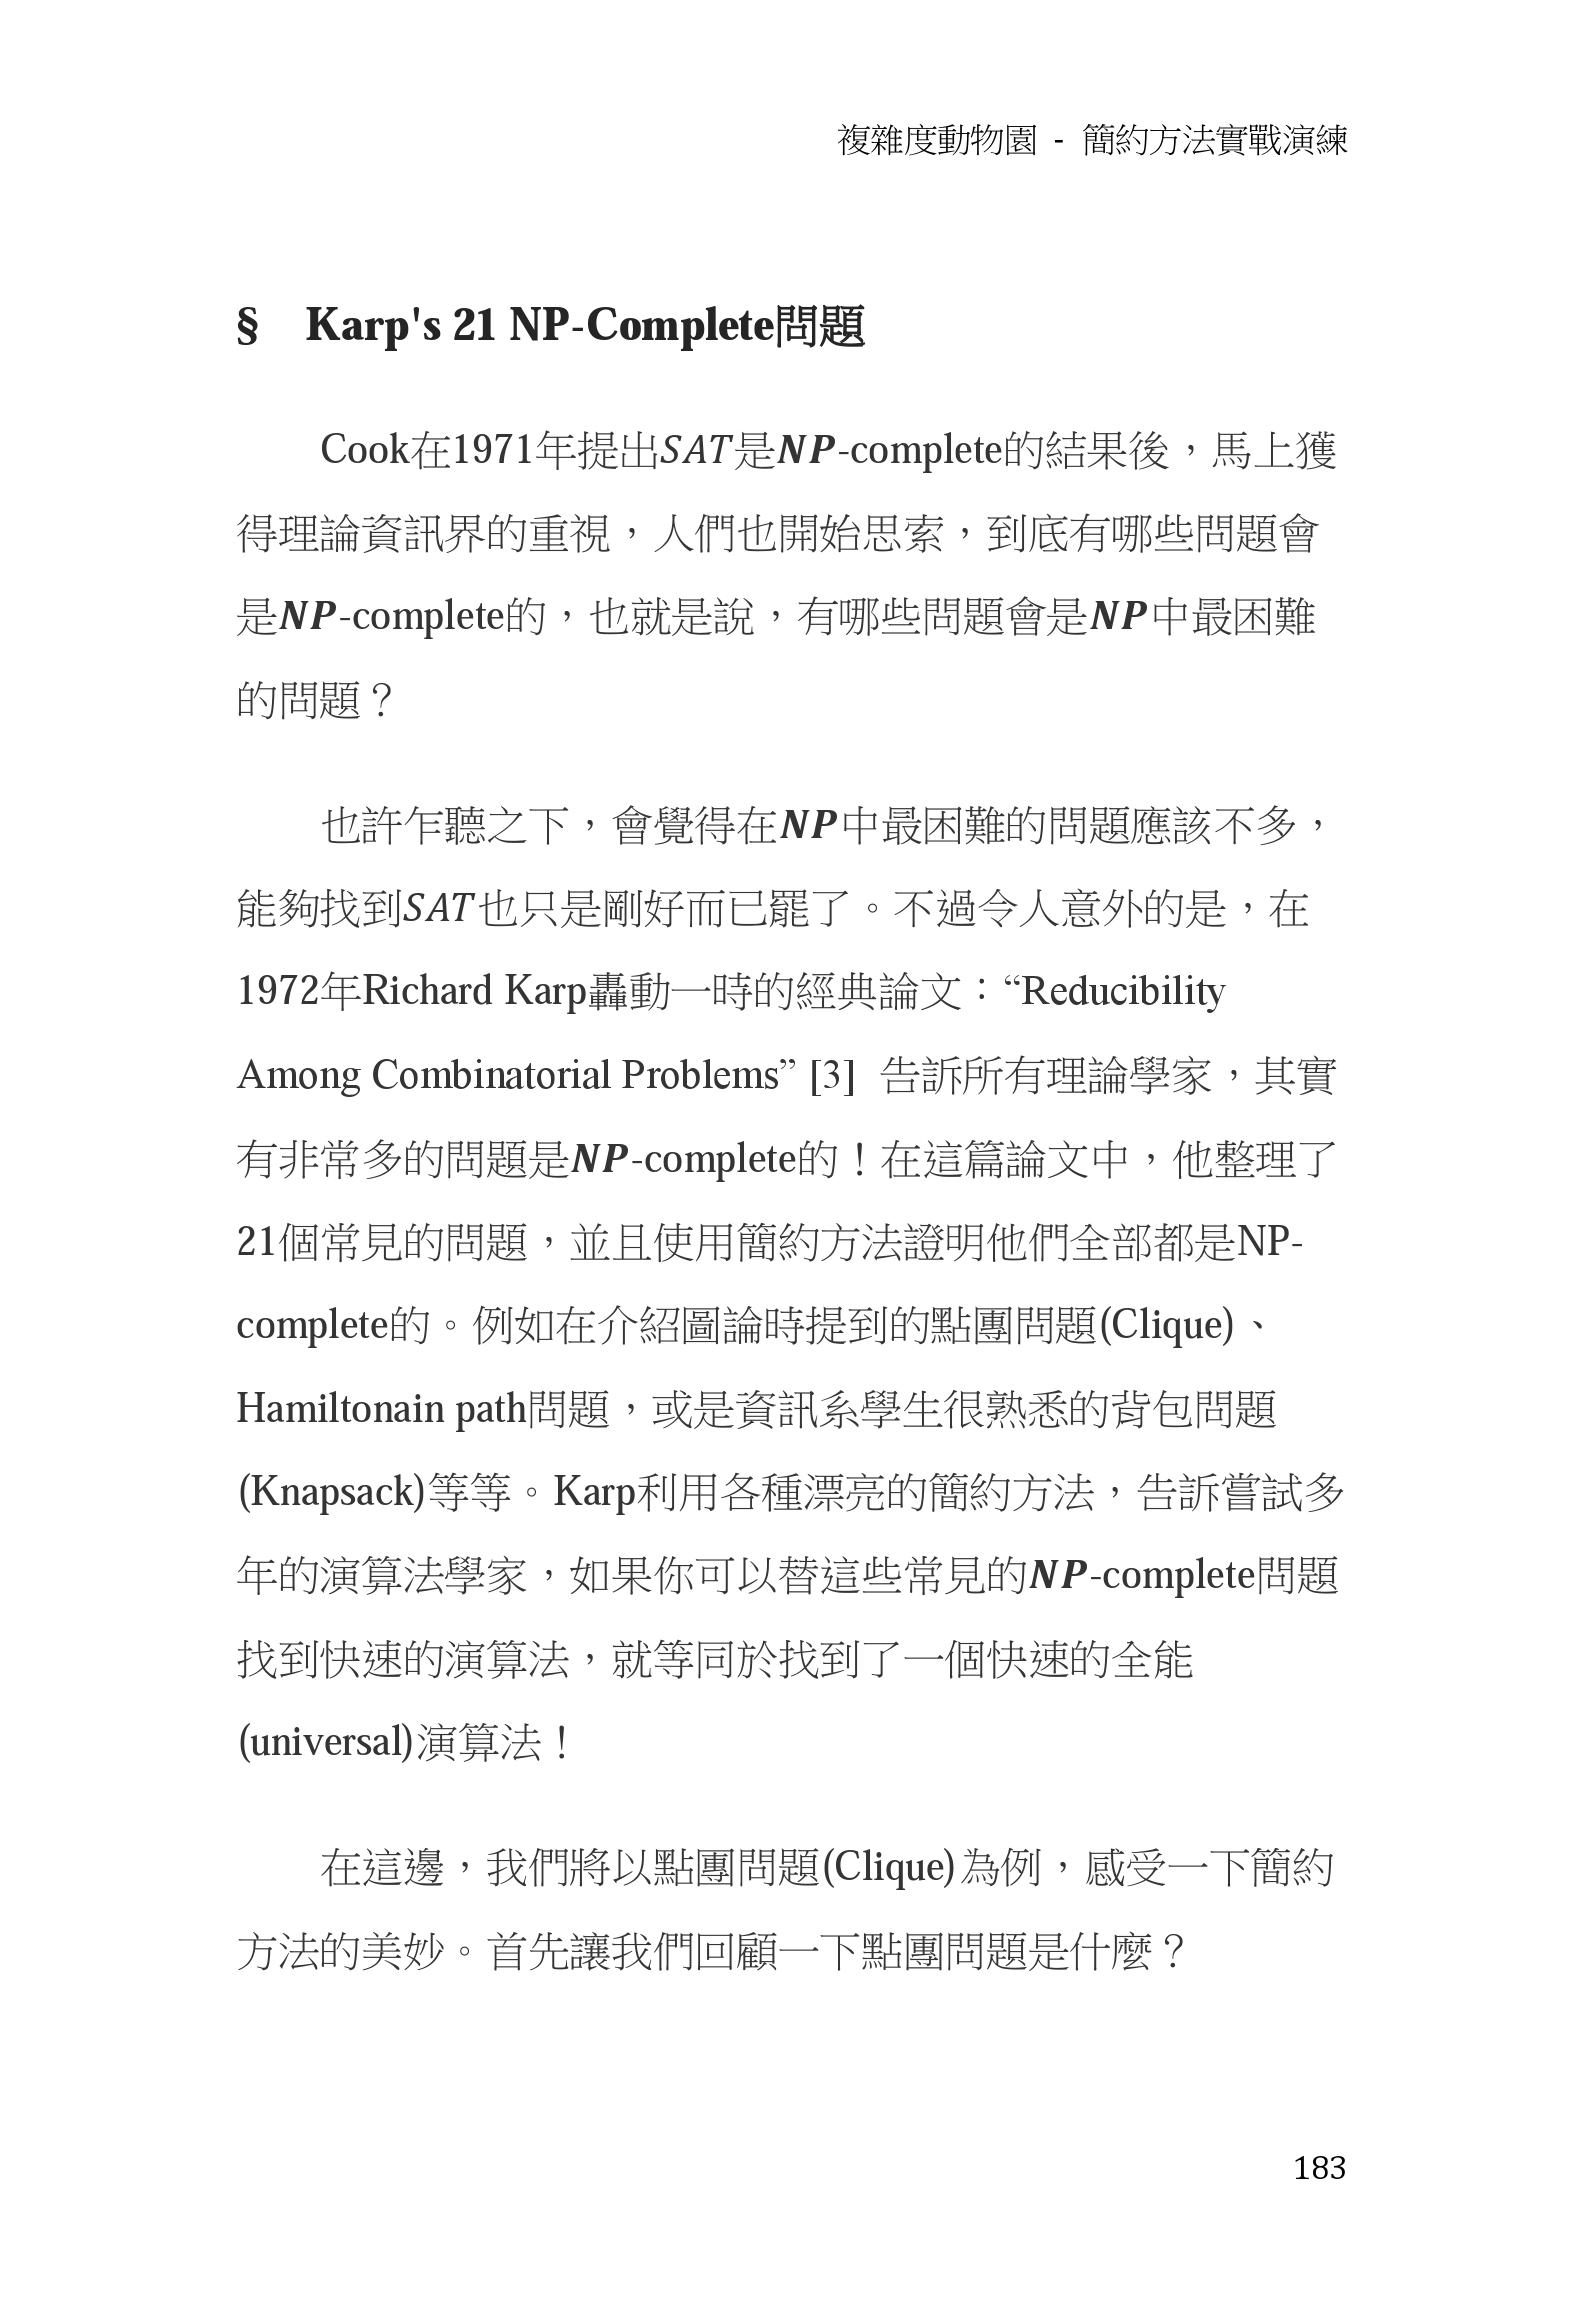 複雜度動物園 - 簡約方法實戰演練
§ Karp's 21 NP-Complete問題
Cook在1971年提出SAT是NP-complete的結果後，馬上獲
得理論資訊界的重視，人們也開始思索，到底有哪些問題會
是NP-complete的，也就是說，有哪些問題會是NP中最困難
的問題？
也許乍聽之下，會覺得在NP中最困難的問題應該不多，
能夠找到SAT也只是剛好而已罷了。不過令人意外的是，在
1972年Richard Karp轟動一時的經典論文：“Reducibility
Among Combinatorial Problems” [3] 告訴所有理論學家，其實
有非常多的問題是NP-complete的！在這篇論文中，他整理了
21個常見的問題，並且使用簡約方法證明他們全部都是NP-
complete的。例如在介紹圖論時提到的點團問題(Clique)、
Hamiltonain path問題，或是資訊系學生很熟悉的背包問題
(Knapsack)等等。Karp利用各種漂亮的簡約方法，告訴嘗試多
年的演算法學家，如果你可以替這些常見的NP-complete問題
找到快速的演算法，就等同於找到了一個快速的全能
(universal)演算法！
在這邊，我們將以點團問題(Clique)為例，感受一下簡約
方法的美妙。首先讓我們回顧一下點團問題是什麼？
183